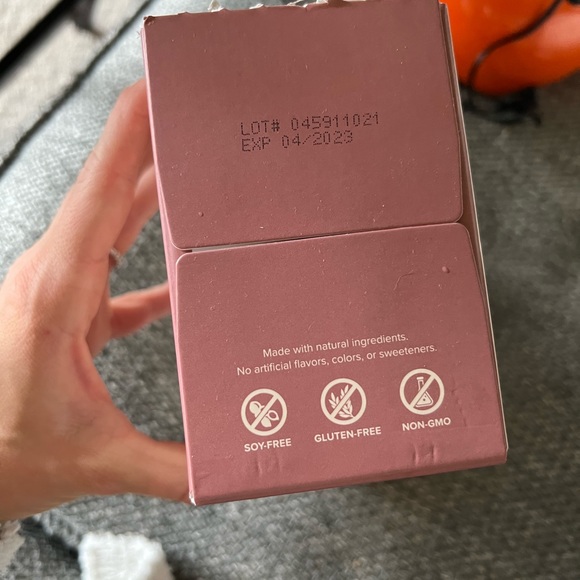 LOT# 045911021
EXP 04/2023
Made with natural ingredients.
No artificial flavors, colors, or sweeteners.
SOY-FREE
GLUTEN-FREE
NON-GMO